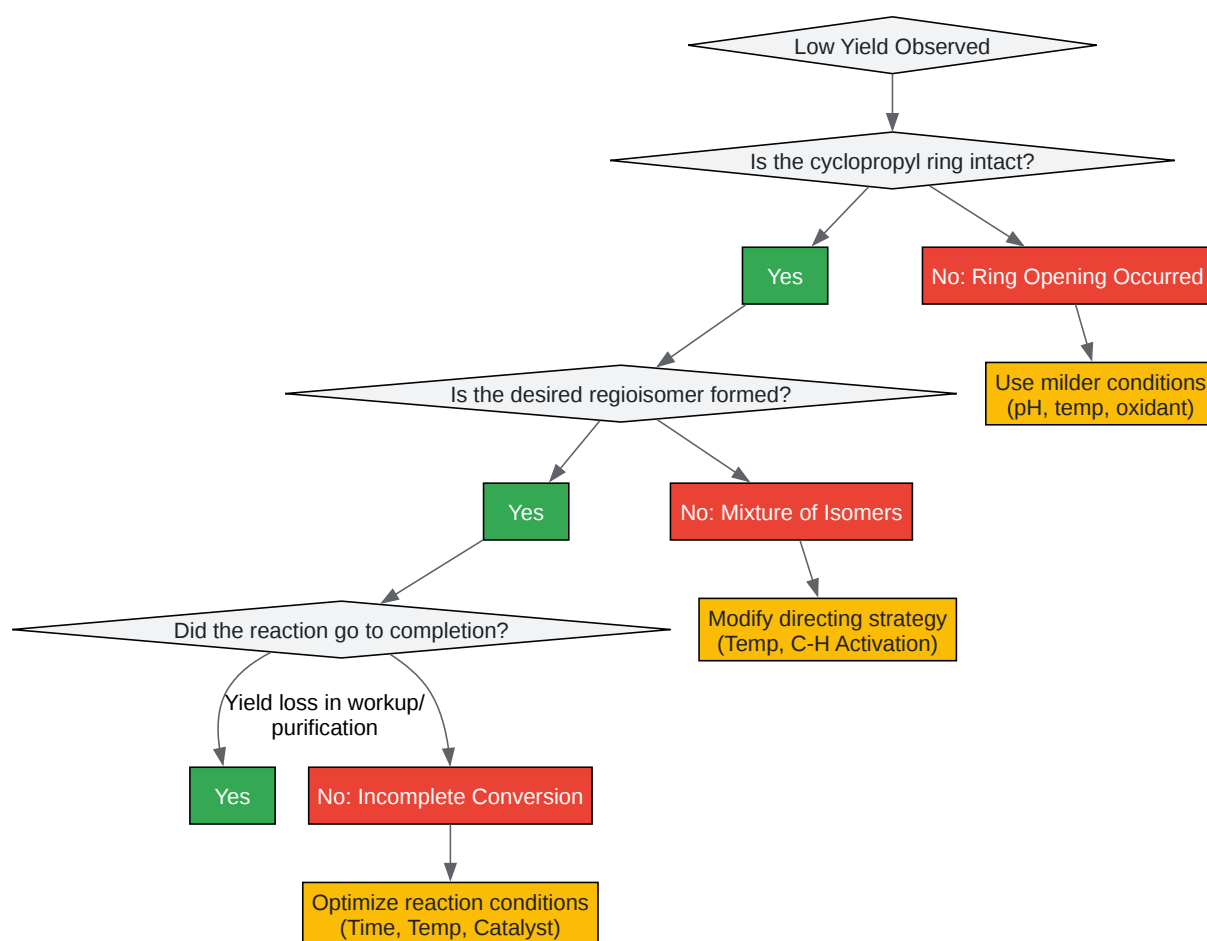 Low Yield Observed
Is the cyclopropyl ring intact?
Yes
No: Ring Opening Occurred
Use milder conditions
(pH, temp, oxidant)
Is the desired regioisomer formed?
Yes
No: Mixture of Isomers
Modify directing strategy
(Temp, C-H Activation)
Did the reaction go to completion?
Yield loss in workup/
purification
Yes
No: Incomplete Conversion
Optimize reaction conditions
(Time, Temp, Catalyst)